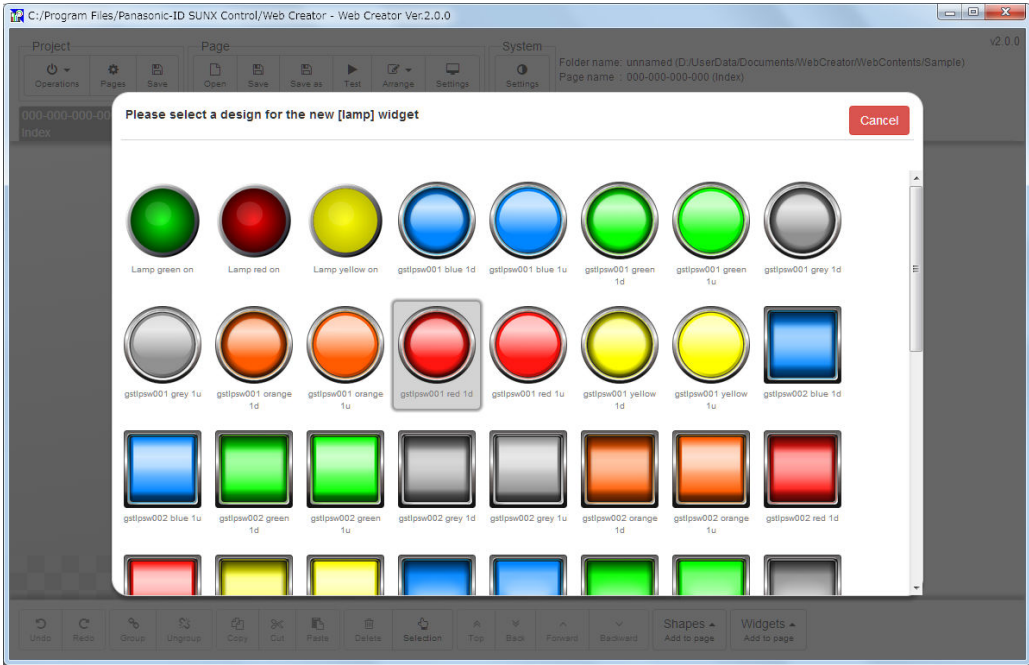 C:/Program Files/Panasonic-ID SUNX Control/Web Creator - Web Creator Ver.2.0.0
Project
Page
System
v2.0.0
Operations
Pages
Save
Open
Save
Save as
Test
Arrange
Settings
Settings
Folder name: unnamed (D:/UserData/Documents/WebCreator/WebContents/Sample)
Page name : 000-000-000-000 (Index)
000-000-000-00
Index
Please select a design for the new [lamp] widget
Cancel
Lamp green on
Lamp red on
Lamp yellow on
gstlpsw001 blue 1d
gstlpsw001 blue 1u
gstlpsw001 green
1d
gstlpsw001 green
1u
gstlpsw001 grey 1d
gstlpsw001 grey 1u
gstlpsw001 orange
1d
gstlpsw001 orange
1u
gstlpsw001 red 1d
gstlpsw001 red 1u
gstlpsw001 yellow
1d
gstlpsw001 yellow
1u
gstlpsw002 blue 1d
gstlpsw002 blue 1u
gstlpsw002 green
1d
gstlpsw002 green
1u
gstlpsw002 grey 1d
gstlpsw002 grey 1u
gstlpsw002 orange
1d
gstlpsw002 orange
1u
gstlpsw002 red 1d
Undo
Redo
Group
Ungroup
Copy
Cut
Paste
Delete
Selection
Top
Back
Forward
Backward
Shapes
Add to page
Widgets
Add to page